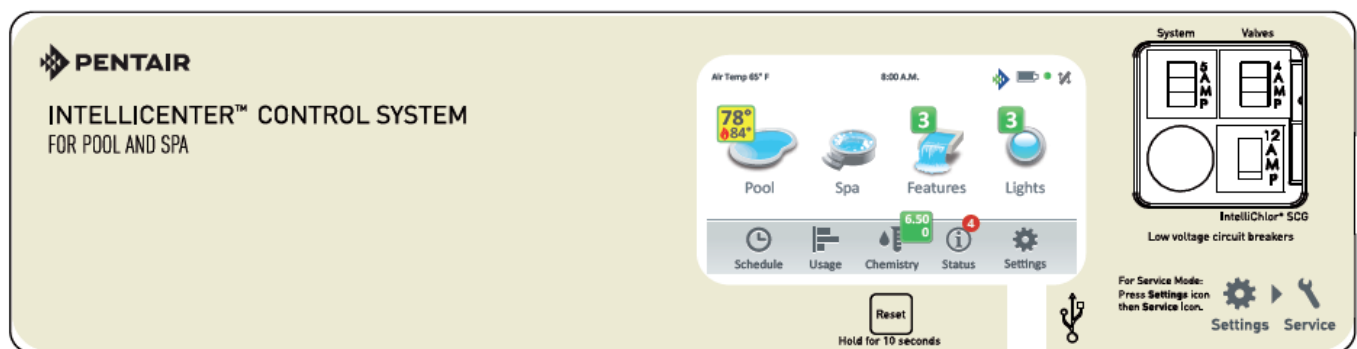 PENTAIR
INTELLICENTER™ CONTROL SYSTEM
FOR POOL AND SPA
Air Temp 65° F 8:00 A.M.
78°
84°
3
3
Pool Spa Features Lights
6.50
0
4
Schedule Usage Chemistry Status Settings
Reset
Hold for 10 seconds
System Valves
5 AMP
4 AMP
12 AMP
IntelliChlor® SCG
Low voltage circuit breakers
For Service Mode:
Press Settings icon
then Service Icon.
Settings Service